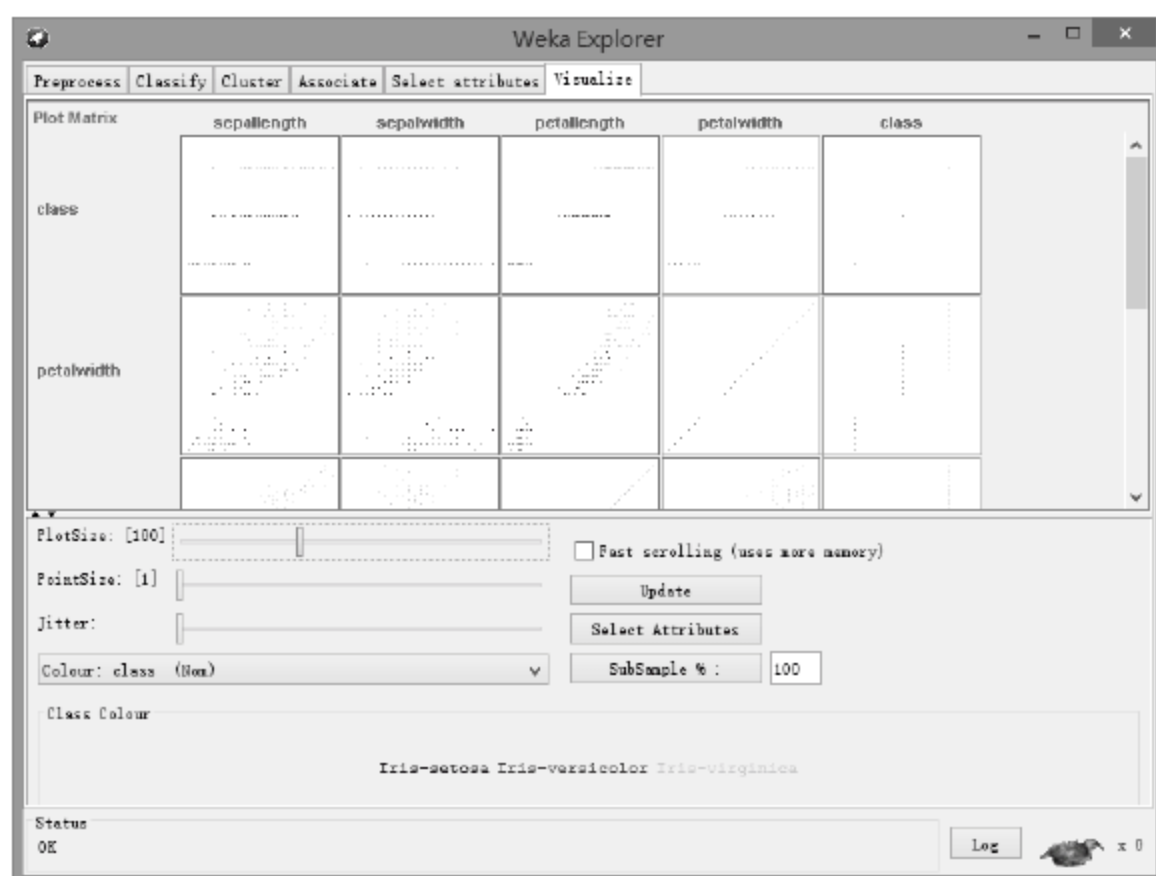 Weka Explorer
Preprocess Classify Cluster Associate Select attributes Visualize
Plot Matrix sepallength sepalwidth petallength petalwidth class
class
petalwidth
PlotSize: [100]
Fast scrolling (uses more memory)
PointSize: [1]
Update
Jitter:
Select Attributes
Colour: class (Nom)
SubSample % : 100
Class Colour
Iris-setosa Iris-versicolor Iris-virginica
Status
OK
Log
x 0